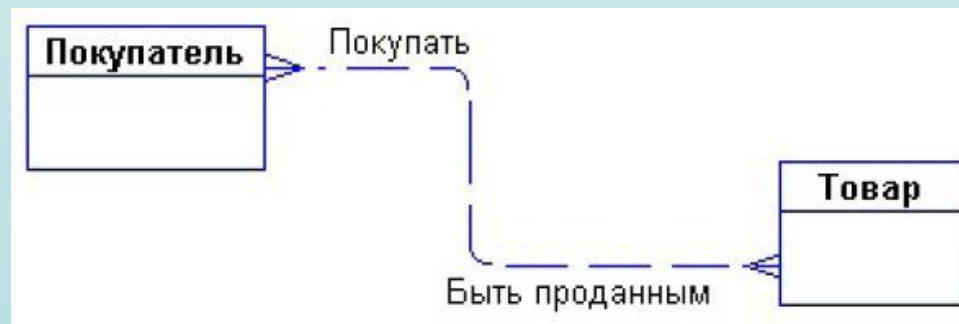 Покупатель
Покупать
Товар
Быть проданным